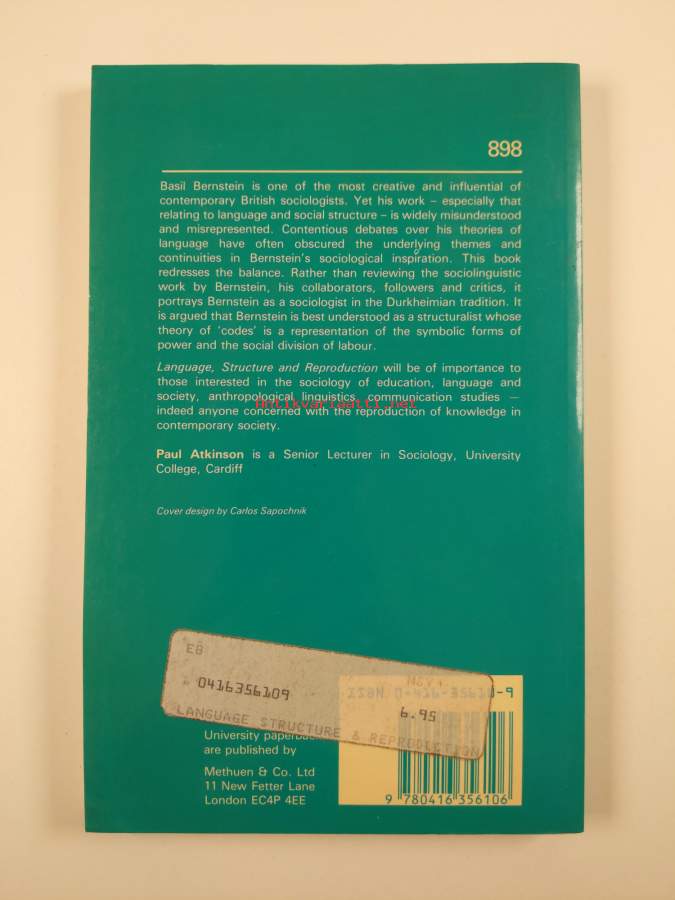 898
Basil Bernstein is one of the most creative and influential of
contemporary British sociologists. Yet his work – especially that
relating to language and social structure – is widely misunderstood
and misrepresented. Contentious debates over his theories of
language have often obscured the underlying themes and
continuities in Bernstein's sociological inspiration. This book
redresses the balance. Rather than reviewing the sociolinguistic
work by Bernstein, his collaborators, followers and critics, it
portrays Bernstein as a sociologist in the Durkheimian tradition. It
is argued that Bernstein is best understood as a structuralist whose
theory of 'codes' is a representation of the symbolic forms of
power and the social division of labour.
Language, Structure and Reproduction will be of importance to
those interested in the sociology of education, language and
society, anthropological linguistics, communication studies —
Antikvariaatti.net
indeed anyone concerned with the reproduction of knowledge in
contemporary society.
Paul Atkinson is a Senior Lecturer in Sociology, University
College, Cardiff
Cover design by Carlos Sapochnik
EB
0416356109
6.95
LANGUAGE STRUCTURE & REPRODUCTION
ISBN 0-416-35610-9
University
are published by
Methuen & Co. Ltd
11 New Fetter Lane
London EC4P 4EE
9 780416 356106